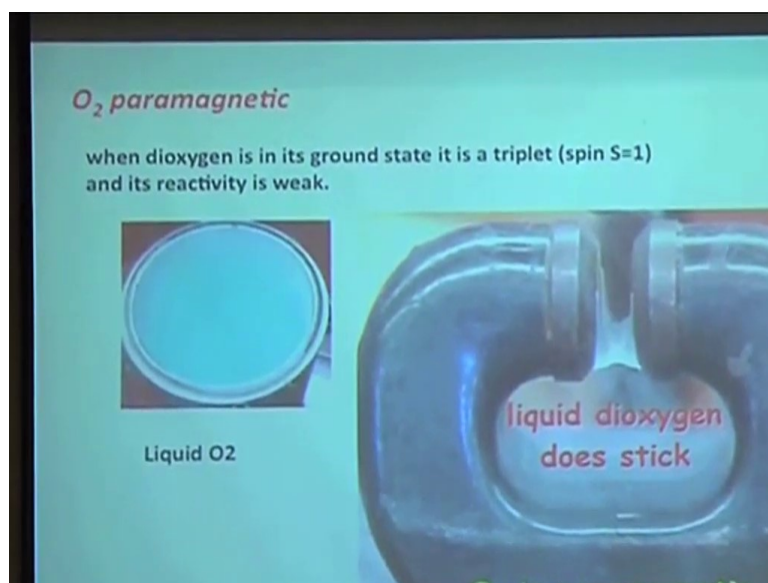 O2 paramagnetic
when dioxygen is in its ground state it is a triplet (spin S=1)
and its reactivity is weak.
liquid dioxygen
does stick
Liquid O2